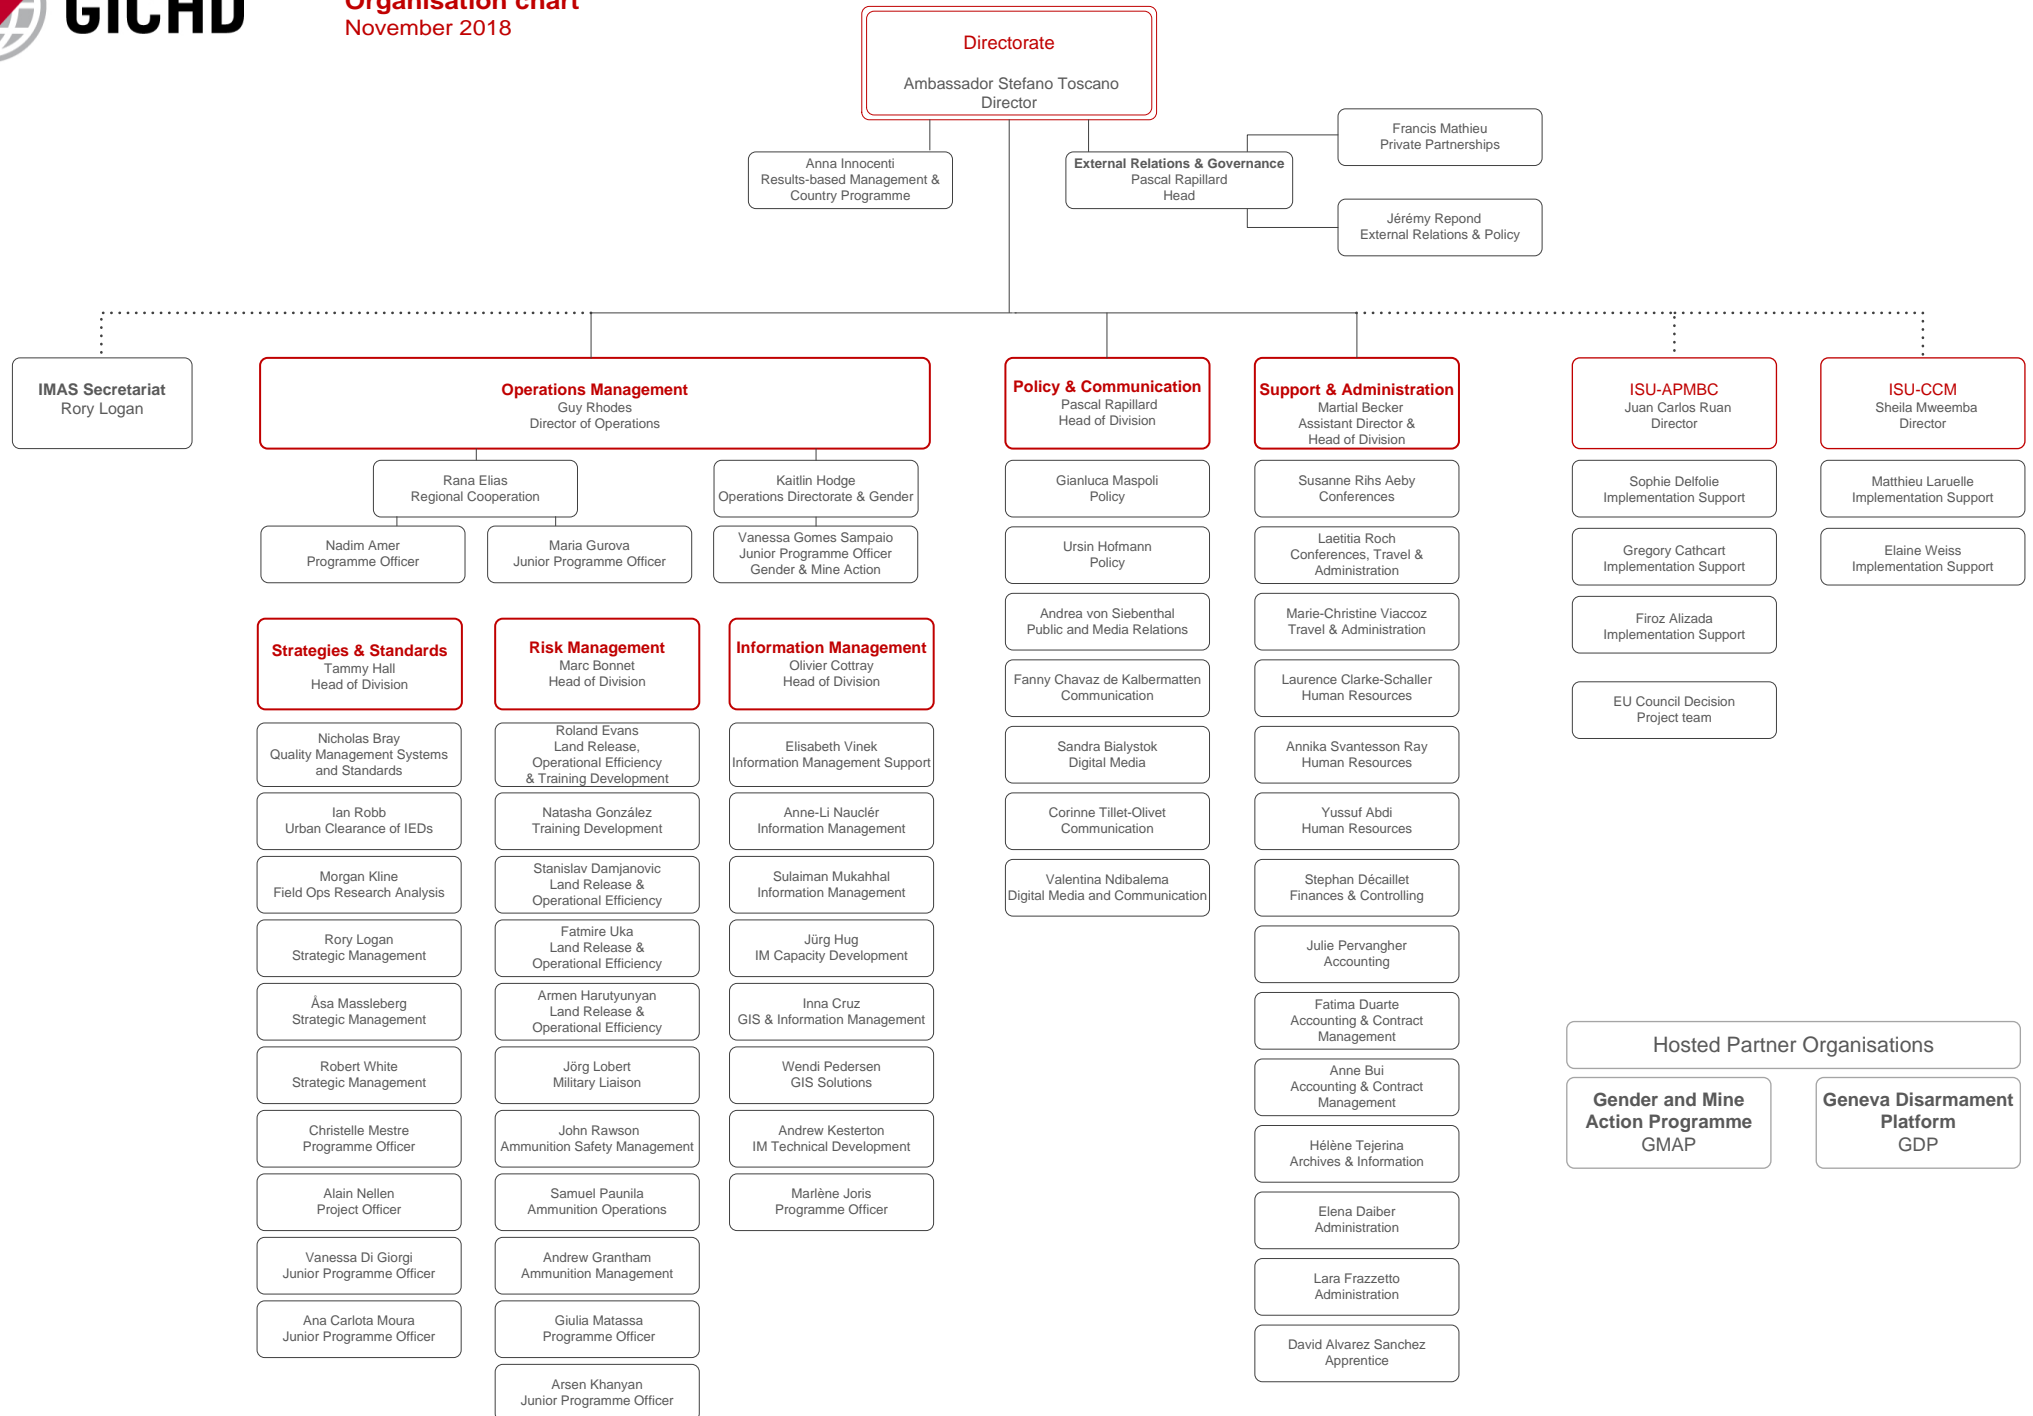 GICHD
Organisation chart
November 2018
Directorate
Ambassador Stefano Toscano
Director
Anna Innocenti
Results-based Management &
Country Programme
External Relations & Governance
Pascal Rapillard
Head
Francis Mathieu
Private Partnerships
Jérémy Repond
External Relations & Policy
IMAS Secretariat
Rory Logan
Operations Management
Guy Rhodes
Director of Operations
Rana Elias
Regional Cooperation
Kaitlin Hodge
Operations Directorate & Gender
Nadim Amer
Programme Officer
Maria Gurova
Junior Programme Officer
Vanessa Gomes Sampaio
Junior Programme Officer
Gender & Mine Action
Strategies & Standards
Tammy Hall
Head of Division
Nicholas Bray
Quality Management Systems
and Standards
Ian Robb
Urban Clearance of IEDs
Morgan Kline
Field Ops Research Analysis
Rory Logan
Strategic Management
Åsa Massleberg
Strategic Management
Robert White
Strategic Management
Christelle Mestre
Programme Officer
Alain Nellen
Project Officer
Vanessa Di Giorgi
Junior Programme Officer
Ana Carlota Moura
Junior Programme Officer
Risk Management
Marc Bonnet
Head of Division
Roland Evans
Land Release,
Operational Efficiency
& Training Development
Natasha González
Training Development
Stanislav Damjanovic
Land Release &
Operational Efficiency
Fatmire Uka
Land Release &
Operational Efficiency
Armen Harutyunyan
Land Release &
Operational Efficiency
Jörg Lobert
Military Liaison
John Rawson
Ammunition Safety Management
Samuel Paunila
Ammunition Operations
Andrew Grantham
Ammunition Management
Giulia Matassa
Programme Officer
Arsen Khanyan
Junior Programme Officer
Information Management
Olivier Cottray
Head of Division
Elisabeth Vinek
Information Management Support
Anne-Li Nauclér
Information Management
Sulaiman Mukahhal
Information Management
Jürg Hug
IM Capacity Development
Inna Cruz
GIS & Information Management
Wendi Pedersen
GIS Solutions
Andrew Kesterton
IM Technical Development
Marlène Joris
Programme Officer
Policy & Communication
Pascal Rapillard
Head of Division
Gianluca Maspoli
Policy
Ursin Hofmann
Policy
Andrea von Siebenthal
Public and Media Relations
Fanny Chavaz de Kalbermatten
Communication
Sandra Bialystok
Digital Media
Corinne Tillet-Olivet
Communication
Valentina Ndibalema
Digital Media and Communication
Support & Administration
Martial Becker
Assistant Director &
Head of Division
Susanne Rihs Aeby
Conferences
Laetitia Roch
Conferences, Travel &
Administration
Marie-Christine Viaccoz
Travel & Administration
Laurence Clarke-Schaller
Human Resources
Annika Svantesson Ray
Human Resources
Yussuf Abdi
Human Resources
Stephan Décaillet
Finances & Controlling
Julie Pervangher
Accounting
Fatima Duarte
Accounting & Contract
Management
Anne Bui
Accounting & Contract
Management
Hélène Tejerina
Archives & Information
Elena Daiber
Administration
Lara Frazzetto
Administration
David Alvarez Sanchez
Apprentice
ISU-APMBC
Juan Carlos Ruan
Director
Sophie Delfolie
Implementation Support
Gregory Cathcart
Implementation Support
Firoz Alizada
Implementation Support
EU Council Decision
Project team
ISU-CCM
Sheila Mweemba
Director
Matthieu Laruelle
Implementation Support
Elaine Weiss
Implementation Support
Hosted Partner Organisations
Gender and Mine
Action Programme
GMAP
Geneva Disarmament
Platform
GDP